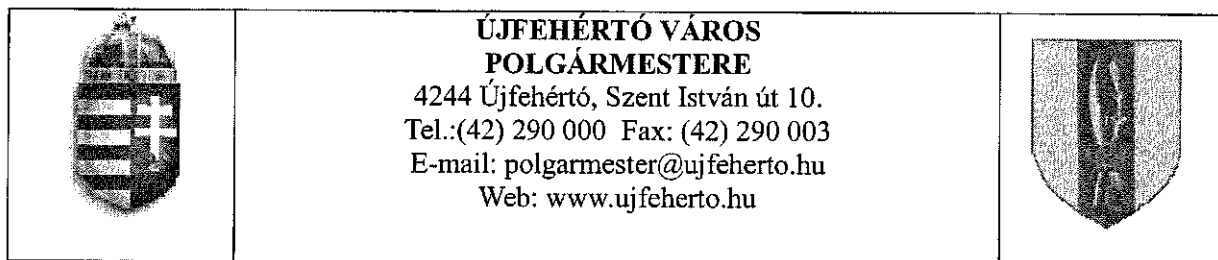 ÚJFEHÉRTÓ VÁROS
POLGÁRMESTERE
4244 Újfehértó, Szent István út 10.
Tel.:(42) 290 000 Fax: (42) 290 003
E-mail: polgarmester@ujfeherto.hu
Web: www.ujfeherto.hu